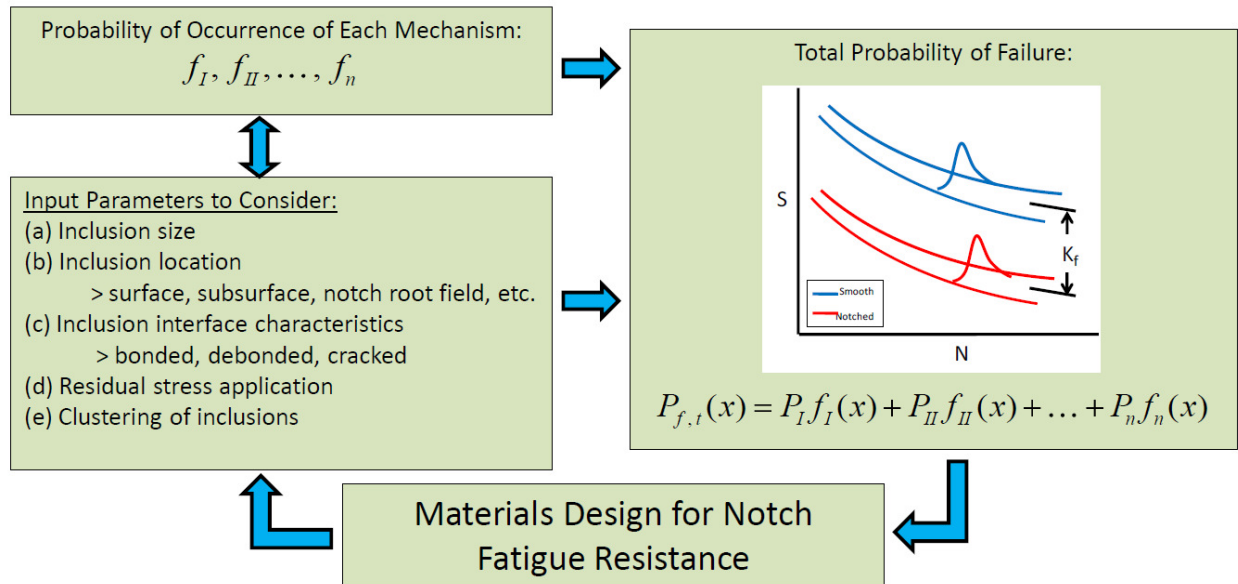 Probability of Occurrence of Each Mechanism:
f_I, f_II, ..., f_n
Input Parameters to Consider:
(a) Inclusion size
(b) Inclusion location
> surface, subsurface, notch root field, etc.
(c) Inclusion interface characteristics
> bonded, debonded, cracked
(d) Residual stress application
(e) Clustering of inclusions
Total Probability of Failure:
S
K_f
Smooth
Notched
N
P_{f,t}(x) = P_I f_I(x) + P_II f_II(x) + ... + P_n f_n(x)
Materials Design for Notch
Fatigue Resistance